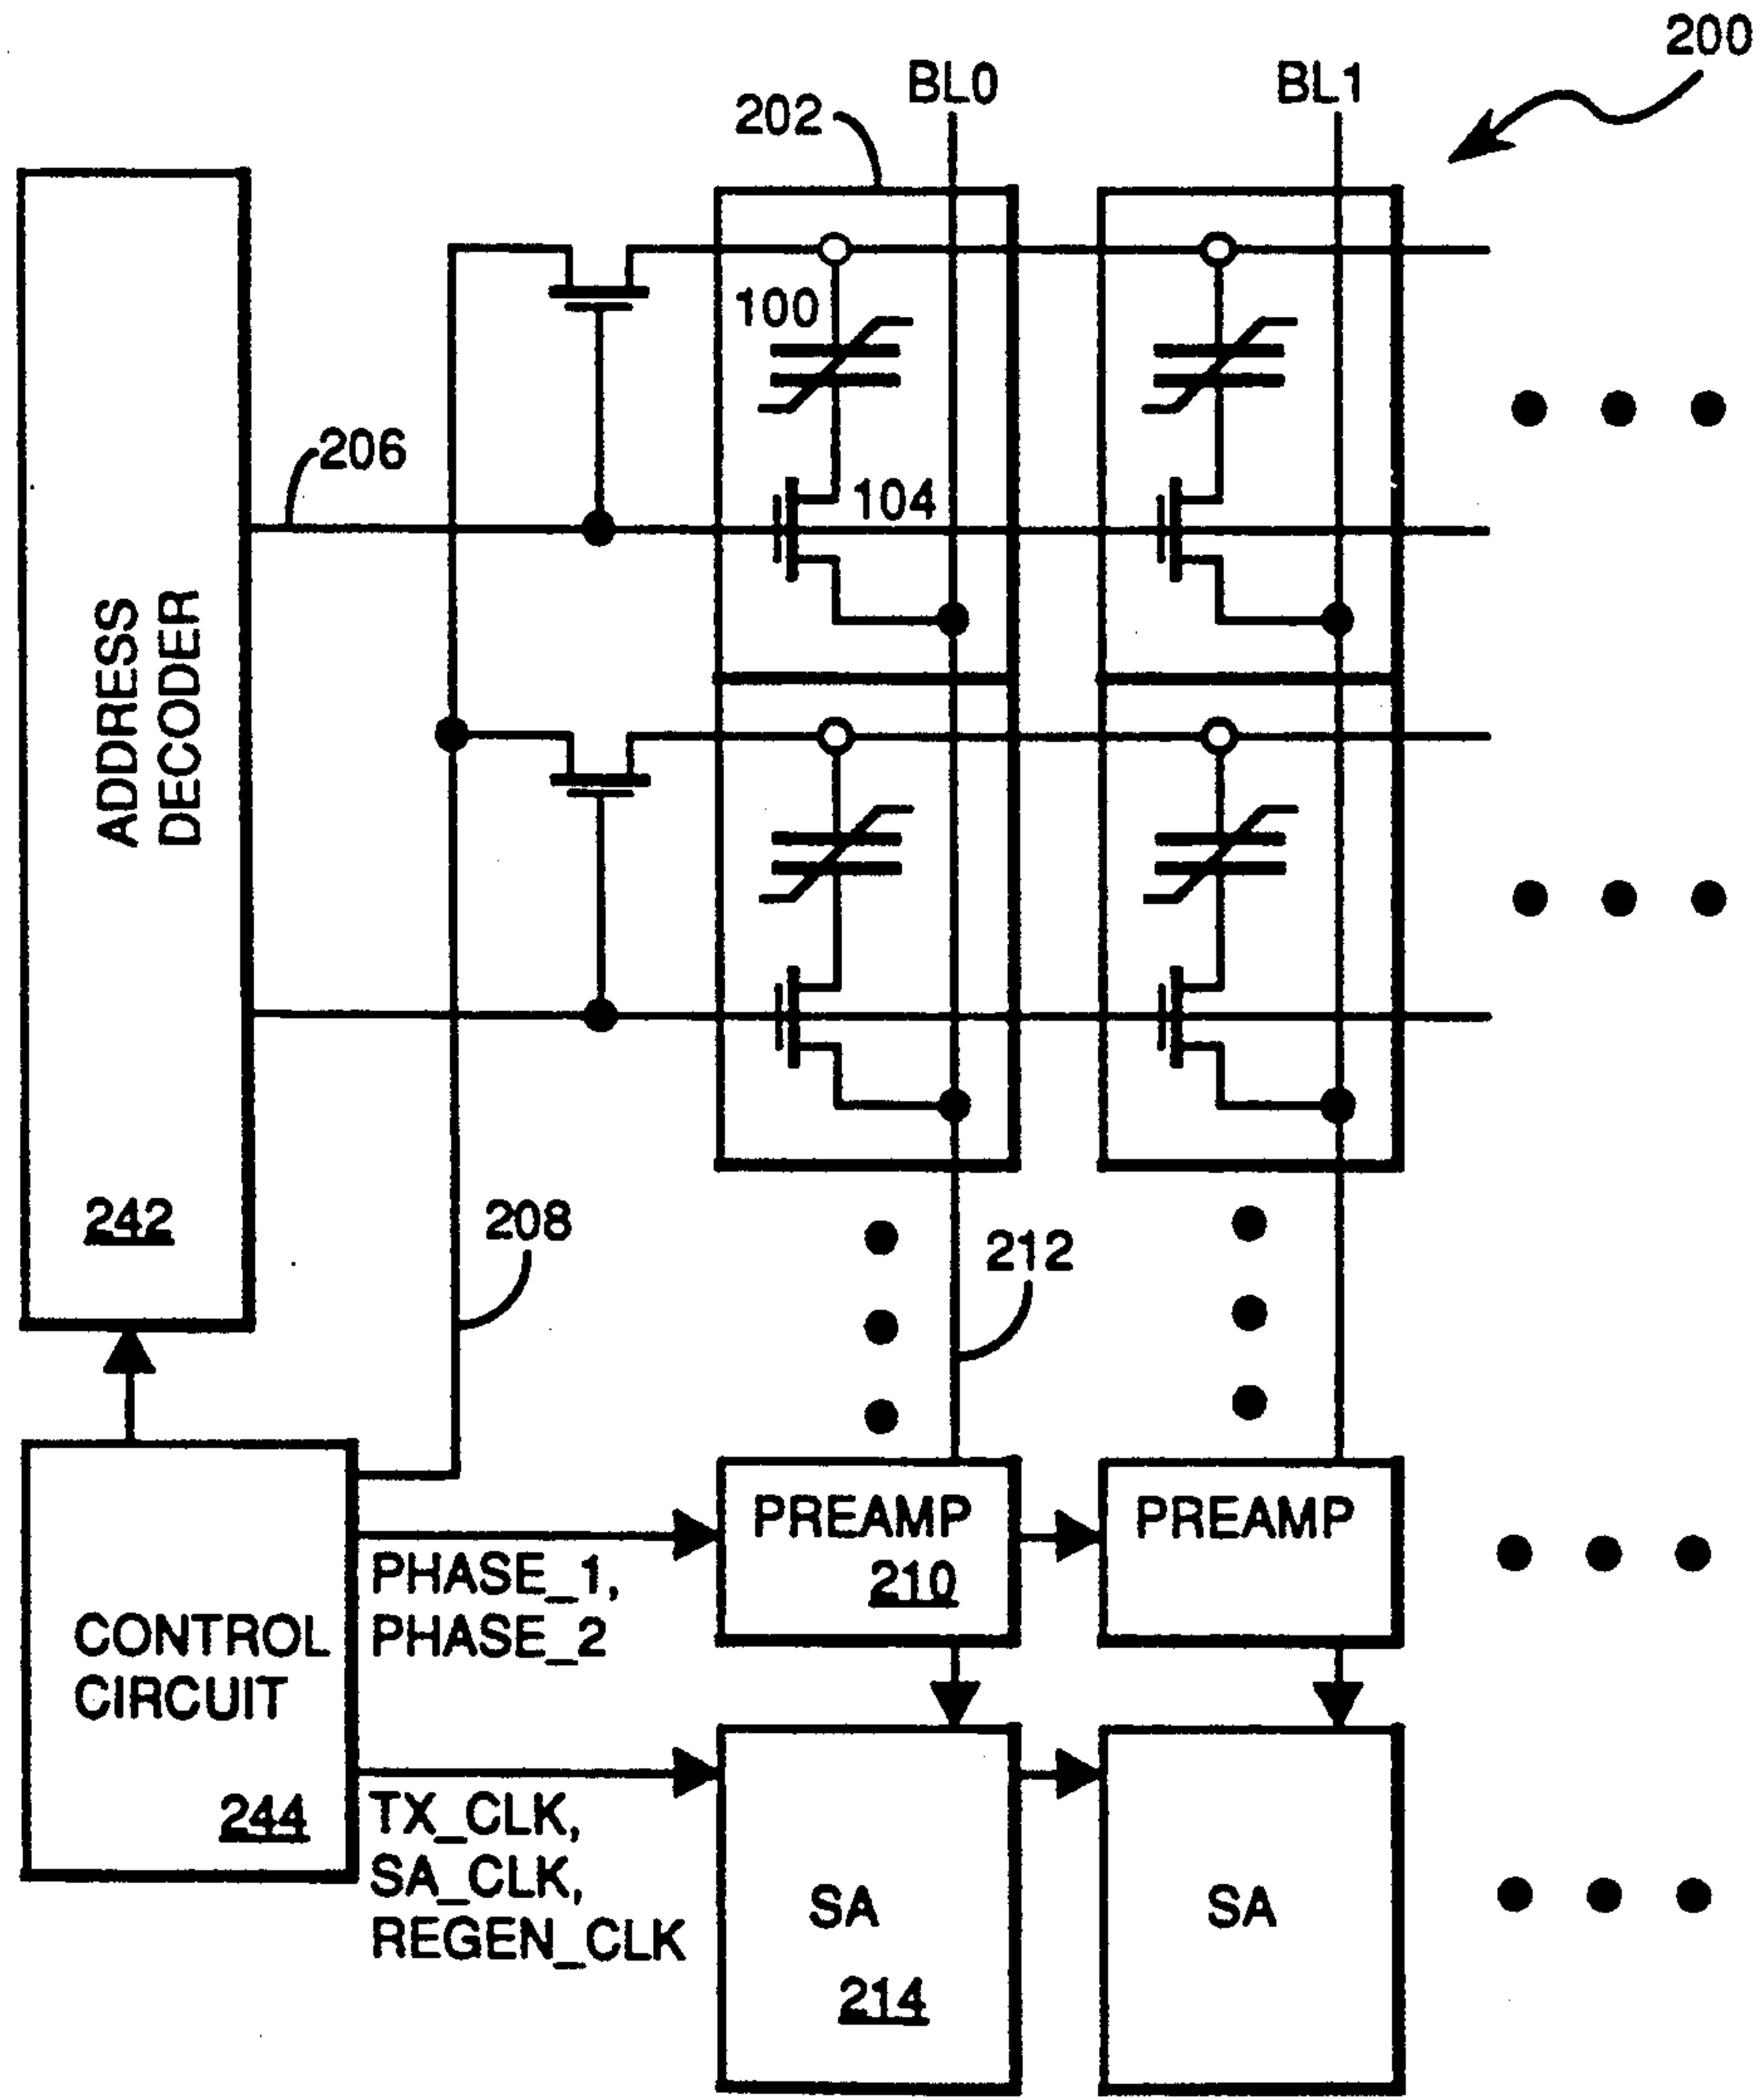 200
BL0
BL1
202
100
206
104
ADDRESS
DECODER
242
208
212
PREAMP
210
PREAMP
PHASE_1,
PHASE_2
CONTROL
CIRCUIT
244
TX_CLK,
SA_CLK,
REGEN_CLK
SA
214
SA